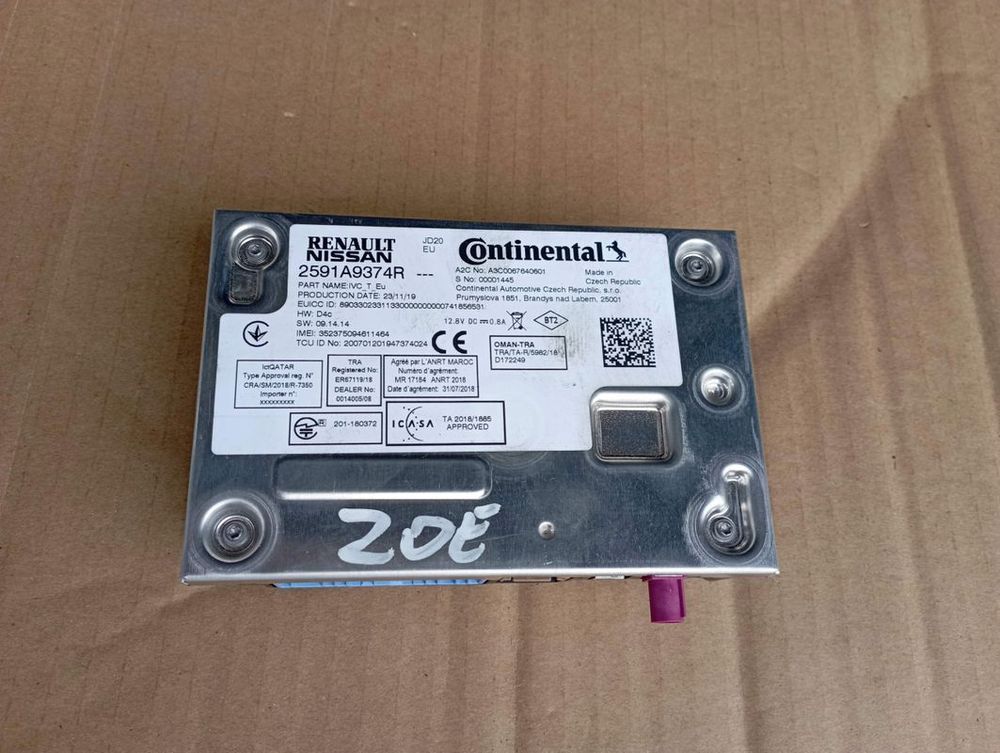 RENAULT
NISSAN
JD20
EU
Continental
2591A9374R ---
PART NAME:IVC_T_Eu
PRODUCTION DATE: 23/11/19
EUICC ID: 89033023311330000000000741856531
HW: D4c
SW: 09.14.14
IMEI: 352375094611464
TCU ID No: 200701201947374024
A2C No: A3C0067640601
S No: 00001445
Made in
Czech Republic
Continental Automotive Czech Republic, s.r.o.
Prumyslova 1851, Brandys nad Labem, 25001
12.8V DC 0.8A
BT2
CE
OMAN-TRA
TRA/TA-R/5982/18
D172249
ictQATAR
Type Approval reg. N°
CRA/SM/2018/R-7350
Importer n°:
xxxxxxxxx
TRA
Registered No:
ER67119/18
DEALER No:
0014005/08
Agréé par L'ANRT MAROC
Numéro d'agrément:
MR 17184 ANRT 2018
Date d'agrément: 31/07/2018
R 201-180372
ICASA
TA 2018/1885
APPROVED
ZOE